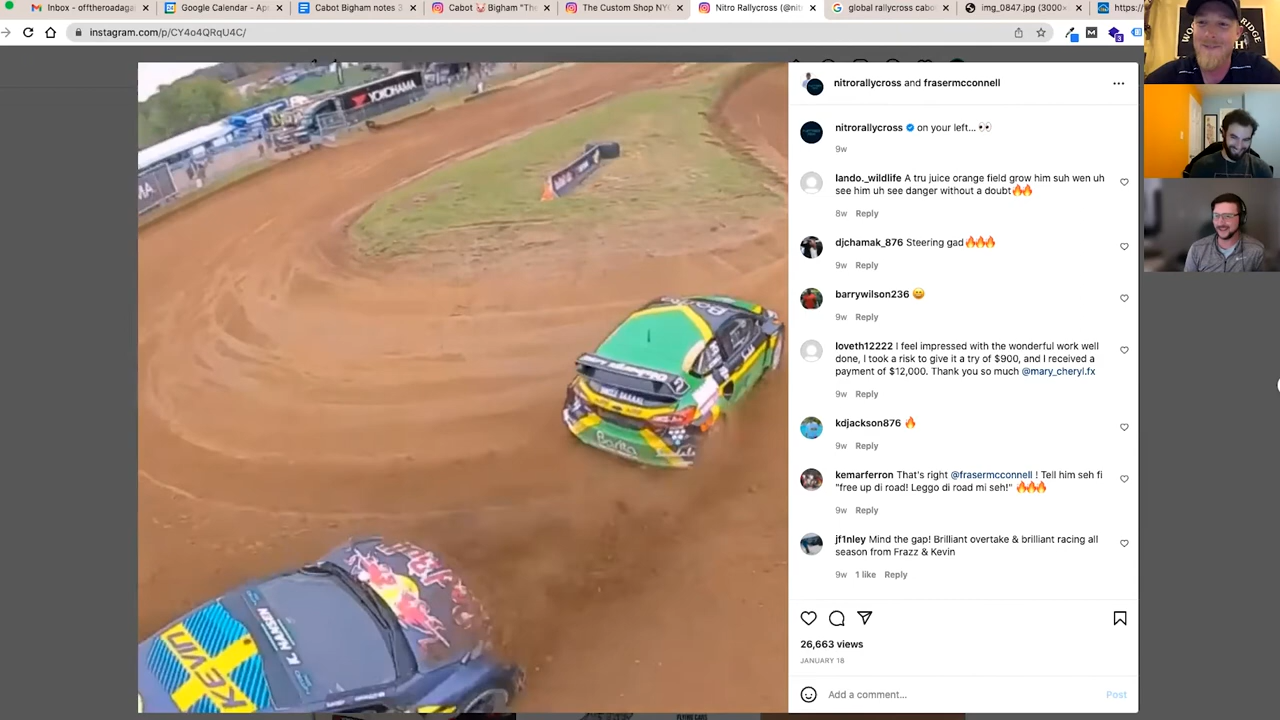 Inbox - offtheroadagai
Google Calendar - Ap
Cabot Bigham notes 3
Cabot 🐷 Bigham "The
The Custom Shop NY
Nitro Rallycross (@nit
global rallycross cabo
img_0847.jpg (3000×
https:/
instagram.com/p/CY4o4QRqU4C/
YOKOHAMA
KEVIN
Red Bull
nitrorallycross and frasermcconnell
nitrorallycross on your left... 👀
9w
lando._wildlife A tru juice orange field grow him suh wen uh
see him uh see danger without a doubt🔥🔥
8w Reply
djchamak_876 Steering gad🔥🔥🔥
9w Reply
barrywilson236 😄
9w Reply
loveth12222 I feel impressed with the wonderful work well
done, I took a risk to give it a try of $900, and I received a
payment of $12,000. Thank you so much @mary_cheryl.fx
9w Reply
kdjackson876 🔥
9w Reply
kemarferron That's right @frasermcconnell ! Tell him seh fi
"free up di road! Leggo di road mi seh!" 🔥🔥🔥
9w Reply
jf1nley Mind the gap! Brilliant overtake & brilliant racing all
season from Frazz & Kevin
9w 1 like Reply
26,663 views
JANUARY 18
Add a comment...
Post